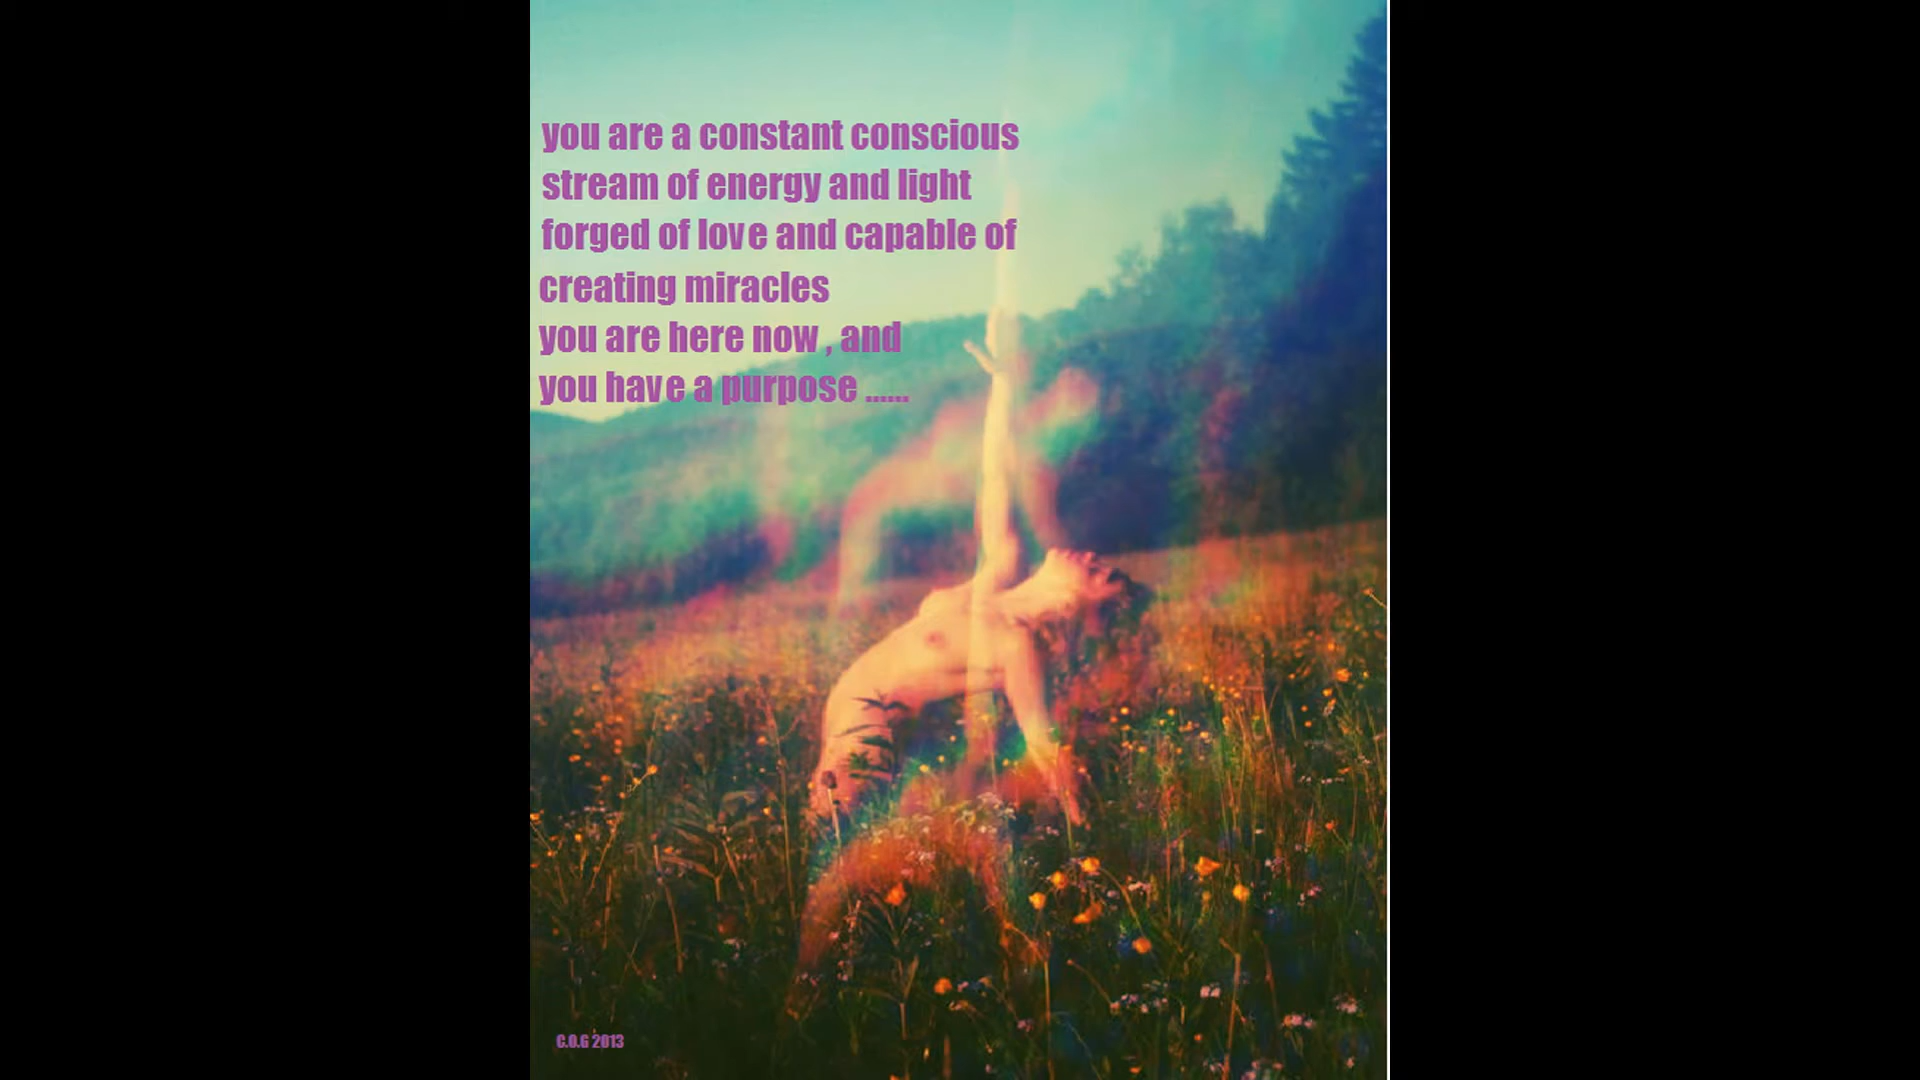 you are a constant conscious
stream of energy and light
forged of love and capable of
creating miracles
you are here now , and
you have a purpose ......
C.O.G 2013